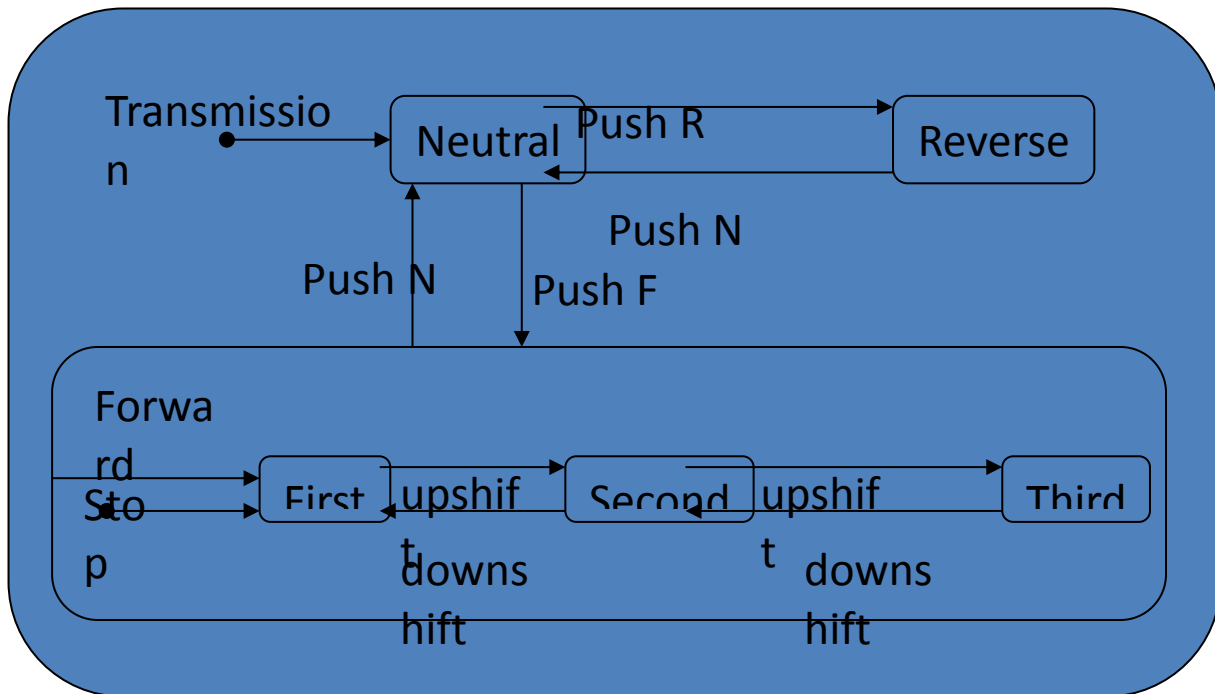 Transmissio
n
Neutral
Push R
Reverse
Push N
Push N
Push F
Forwa
rd
Sto
p
First
upshif
t
Second
upshif
t
Third
downs
hift
downs
hift